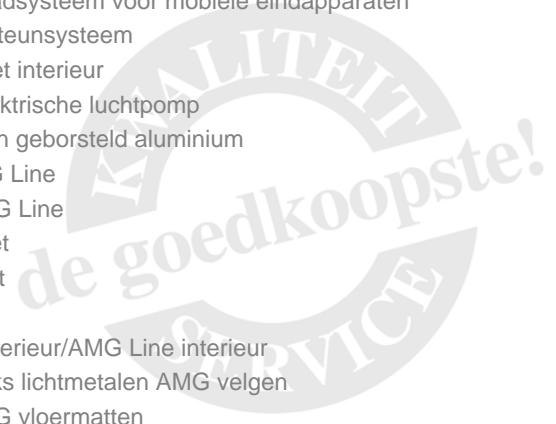 dsysteem voor mobiele eindapparaten
teunsysteem
et interieur
ktrische luchtpomp
n geborsteld aluminium
G Line
G Line
et
t
erieur/AMG Line interieur
ks lichtmetalen AMG velgen
G vloermatten
KWALITEIT
de goedkoopste!
SERVICE